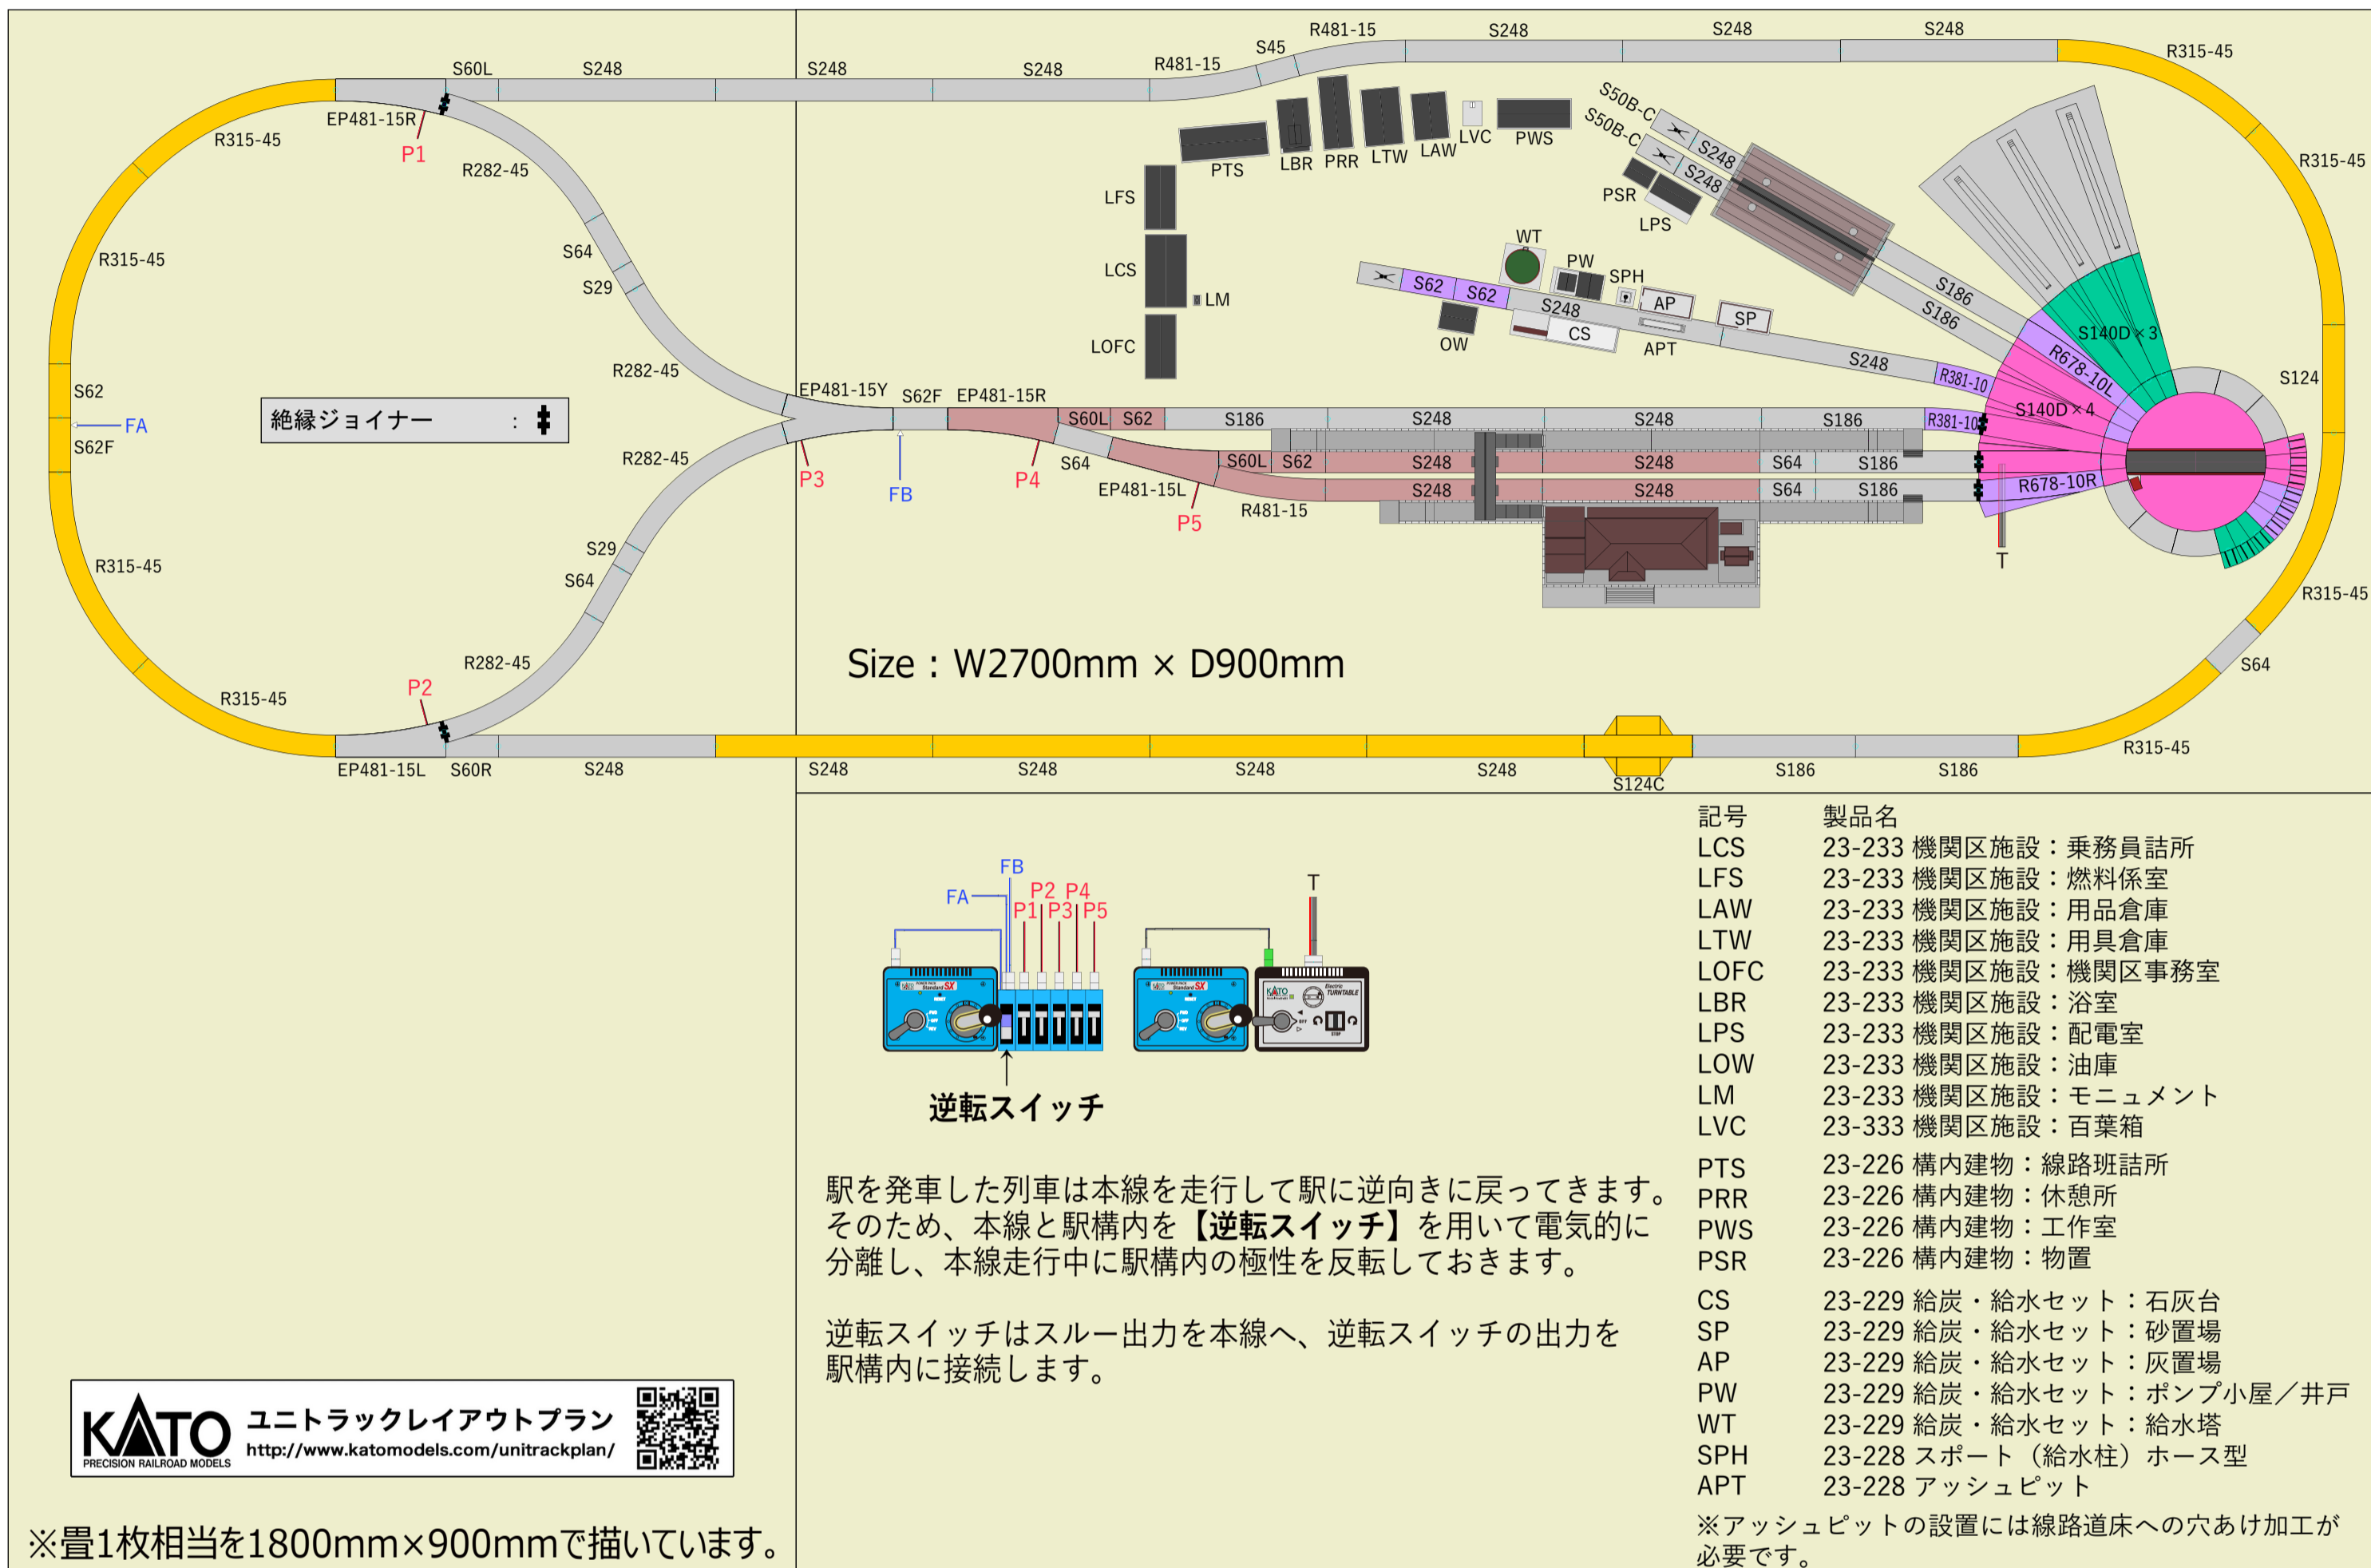 R481-15
S248
S248
S248
S45
R481-15
R315-45
S60L
S248
S248
S248
EP481-15R
P1
R315-45
R282-45
S50B-C
S50B-C
S248
S248
PTS
LBR
PRR
LTW
LAW
LVC
PWS
PSR
LPS
R315-45
LFS
LCS
LM
LOFC
R315-45
S64
S29
R282-45
WT
PW
SPH
AP
SP
S62
S62
S248
OW
CS
APT
S248
S186
S186
R381-10
R678-10L
S140D×3
S140D×4
S124
S62
FA
S62F
絶縁ジョイナー :
EP481-15Y
S62F
EP481-15R
S60L
S62
S186
S248
S248
S186
R381-10
R282-45
P3
FB
P4
S64
S60L
S62
S248
S248
S64
S186
EP481-15L
P5
R481-15
S248
S248
S64
S186
R678-10R
T
S29
S64
R315-45
R315-45
R282-45
P2
R315-45
Size : W2700mm × D900mm
S64
EP481-15L
S60R
S248
S248
S248
S248
S248
S124C
S186
S186
R315-45
FB
FA
P2
P4
P1
P3
P5
T
POWER PACK
Standard SX
POWER PACK
Standard SX
KATO
Electric
TURNTABLE
OFF
STOP
逆転スイッチ
駅を発車した列車は本線を走行して駅に逆向きに戻ってきます。
そのため、本線と駅構内を【逆転スイッチ】を用いて電気的に
分離し、本線走行中に駅構内の極性を反転しておきます。
逆転スイッチはスルー出力を本線へ、逆転スイッチの出力を
駅構内に接続します。
記号 製品名
LCS 23-233 機関区施設：乗務員詰所
LFS 23-233 機関区施設：燃料係室
LAW 23-233 機関区施設：用品倉庫
LTW 23-233 機関区施設：用具倉庫
LOFC 23-233 機関区施設：機関区事務室
LBR 23-233 機関区施設：浴室
LPS 23-233 機関区施設：配電室
LOW 23-233 機関区施設：油庫
LM 23-233 機関区施設：モニュメント
LVC 23-333 機関区施設：百葉箱
PTS 23-226 構内建物：線路班詰所
PRR 23-226 構内建物：休憩所
PWS 23-226 構内建物：工作室
PSR 23-226 構内建物：物置
CS 23-229 給炭・給水セット：石灰台
SP 23-229 給炭・給水セット：砂置場
AP 23-229 給炭・給水セット：灰置場
PW 23-229 給炭・給水セット：ポンプ小屋／井戸
WT 23-229 給炭・給水セット：給水塔
SPH 23-228 スポート（給水柱）ホース型
APT 23-228 アッシュピット
※アッシュピットの設置には線路道床への穴あけ加工が
必要です。
KATO
PRECISION RAILROAD MODELS
ユニトラックレイアウトプラン
http://www.katomodels.com/unitrackplan/
※畳1枚相当を1800mm×900mmで描いています。